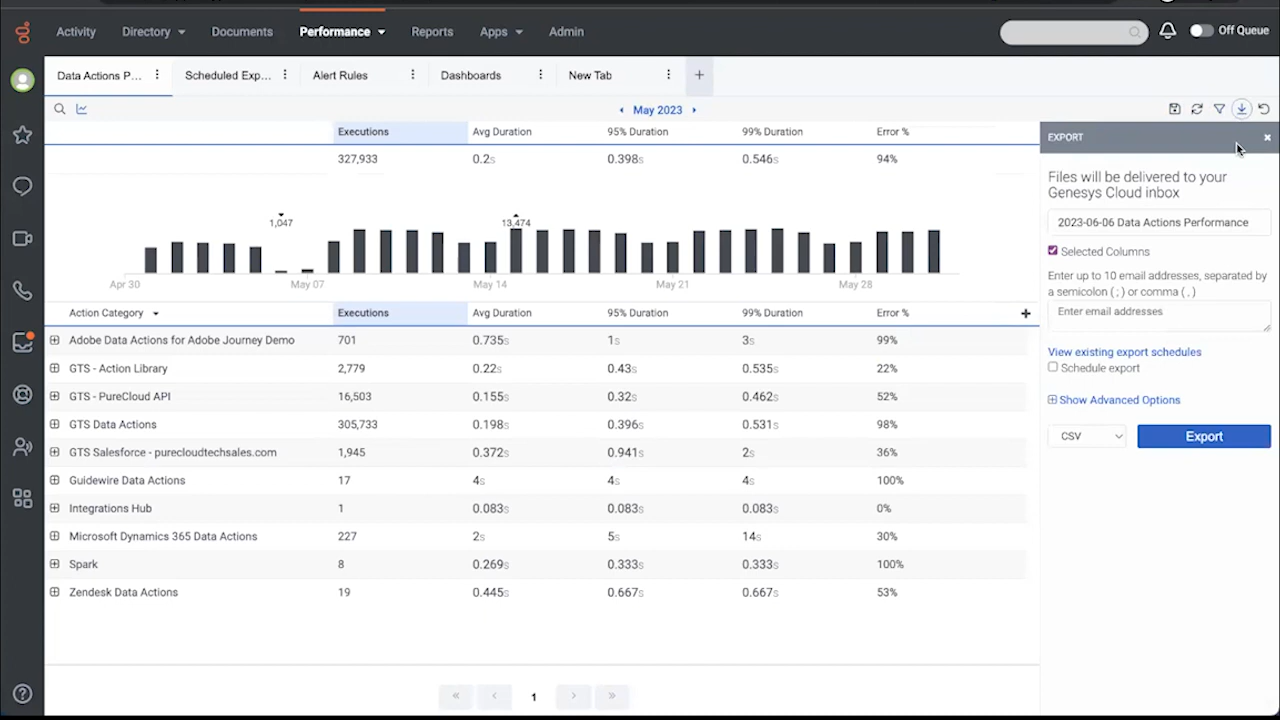 Activity Directory Documents Performance Reports Apps Admin Off Queue
Data Actions P... Scheduled Exp... Alert Rules Dashboards New Tab +
May 2023
Executions Avg Duration 95% Duration 99% Duration Error %
327,933 0.2s 0.398s 0.546s 94%
1,047 13,474
Apr 30 May 07 May 14 May 21 May 28
Action Category Executions Avg Duration 95% Duration 99% Duration Error % +
Adobe Data Actions for Adobe Journey Demo 701 0.735s 1s 3s 99%
GTS - Action Library 2,779 0.22s 0.43s 0.535s 22%
GTS - PureCloud API 16,503 0.155s 0.32s 0.462s 52%
GTS Data Actions 305,733 0.198s 0.396s 0.531s 98%
GTS Salesforce - purecloudtechsales.com 1,945 0.372s 0.941s 2s 36%
Guidewire Data Actions 17 4s 4s 4s 100%
Integrations Hub 1 0.083s 0.083s 0.083s 0%
Microsoft Dynamics 365 Data Actions 227 2s 5s 14s 30%
Spark 8 0.269s 0.333s 0.333s 100%
Zendesk Data Actions 19 0.445s 0.667s 0.667s 53%
« ‹ 1 › »
EXPORT
Files will be delivered to your
Genesys Cloud inbox
2023-06-06 Data Actions Performance
Selected Columns
Enter up to 10 email addresses, separated by
a semicolon ( ; ) or comma ( , )
Enter email addresses
View existing export schedules
Schedule export
Show Advanced Options
CSV Export